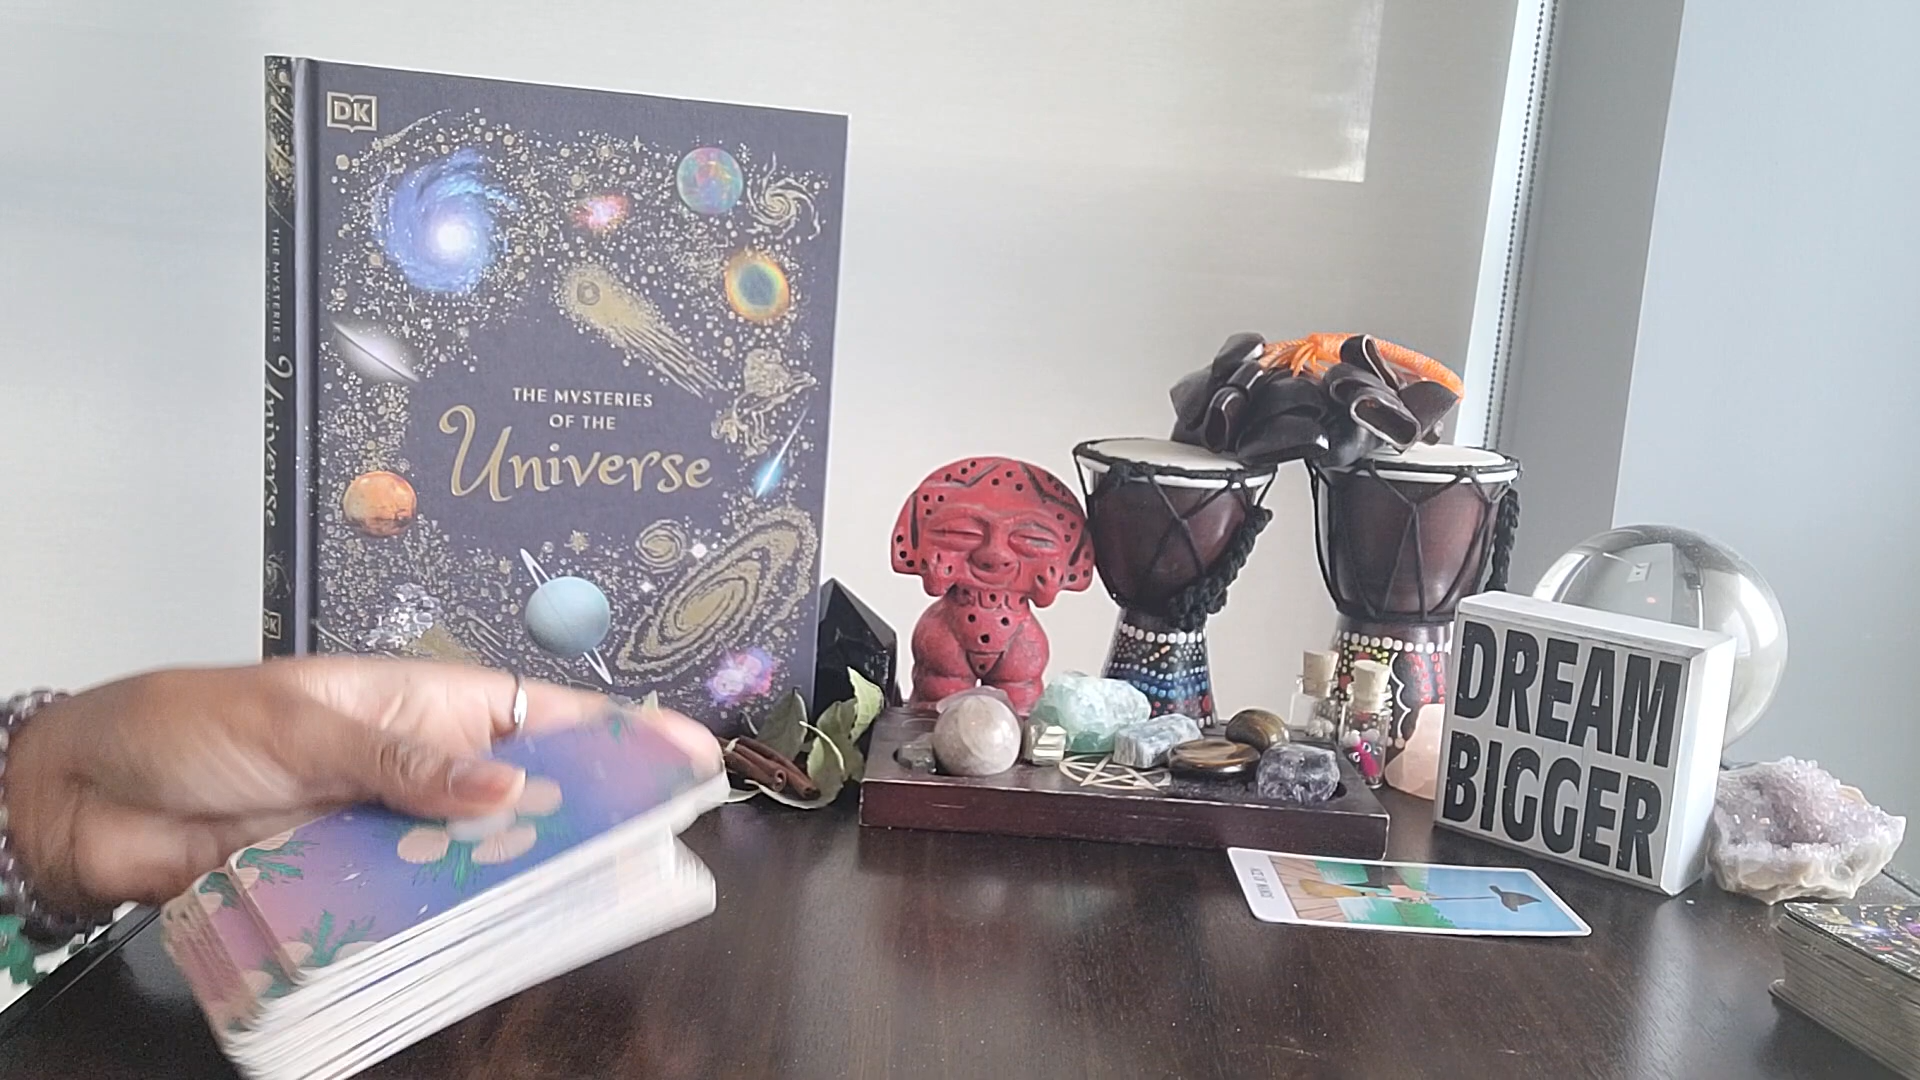 DK
THE MYSTERIES
OF THE
Universe
THE MYSTERIES
Universe
DK
DREAM
BIGGER